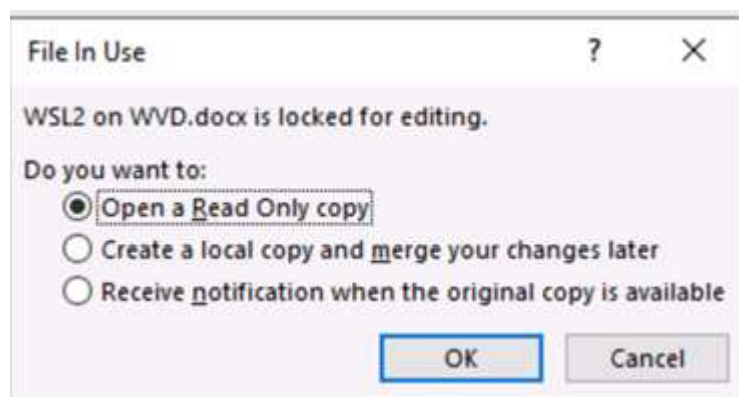 File In Use
WSL2 on WVD.docx is locked for editing.
Do you want to:
Open a Read Only copy
Create a local copy and merge your changes later
Receive notification when the original copy is available
OK Cancel